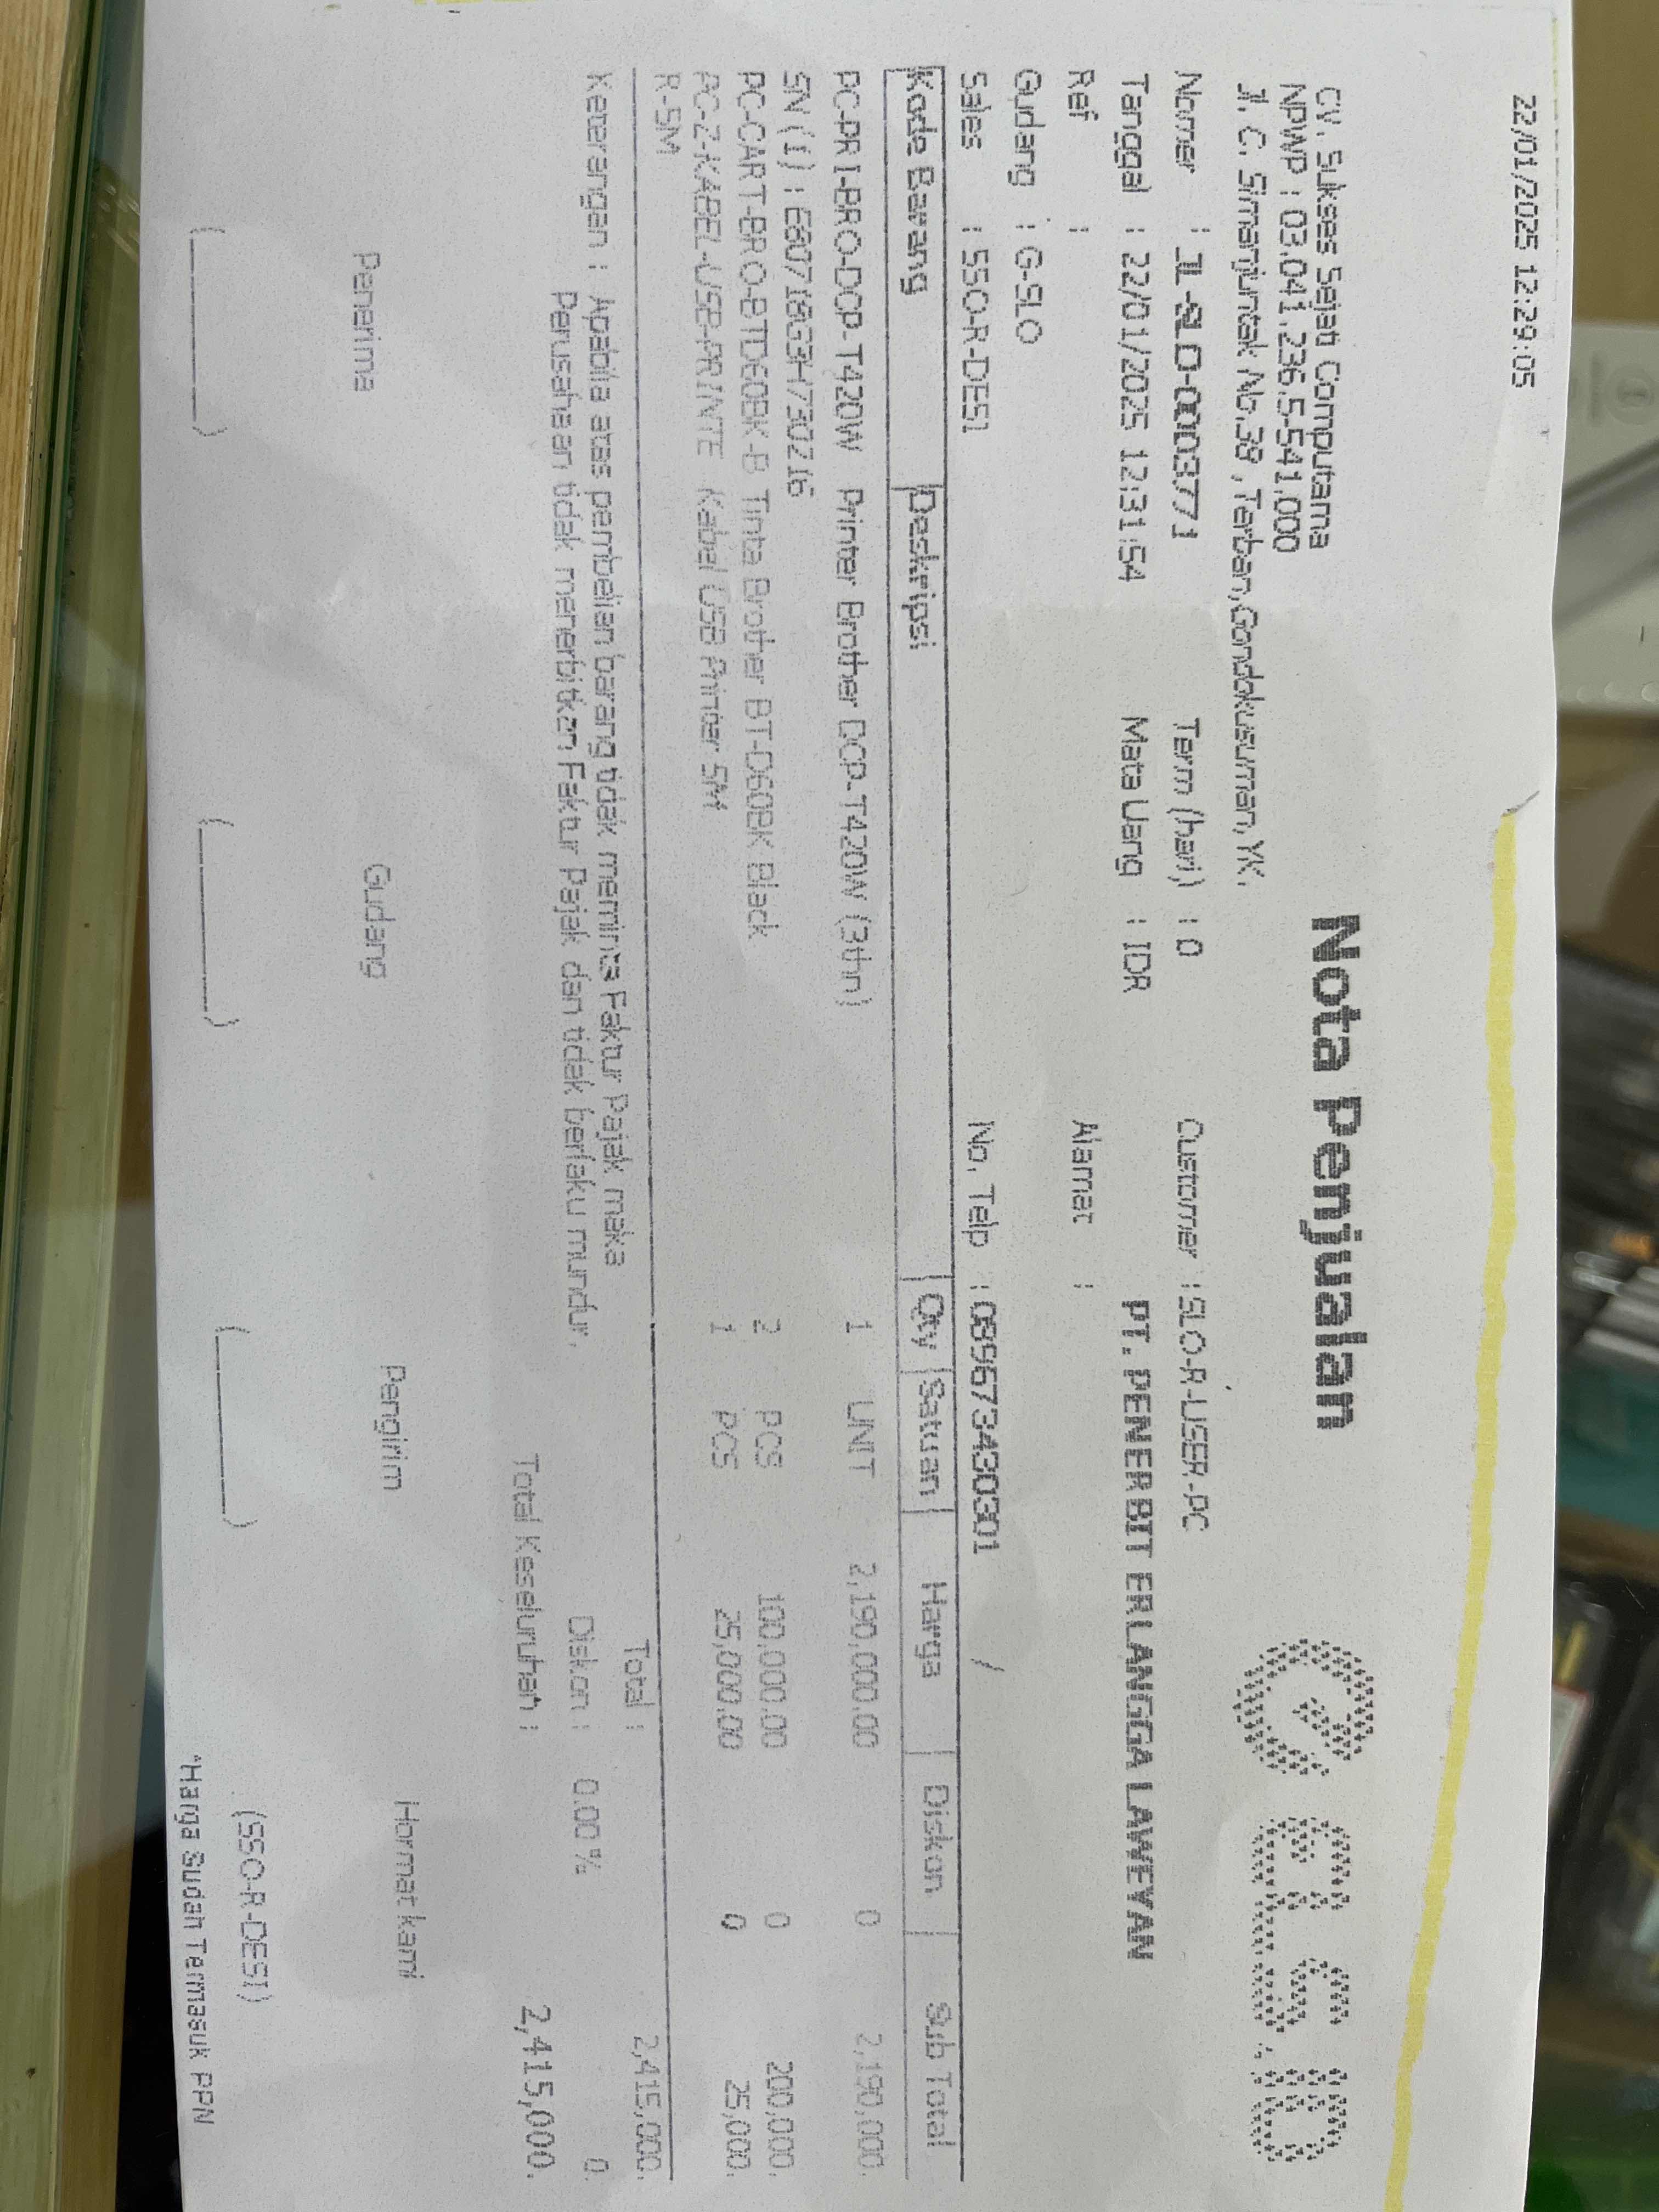 22/01/2025 12:29:05
Nota Penjualan
CV. Sukses Sejati Computama
NPWP : 03.041.236.5-541.000
Jl. C. Simanjuntak No.38 ,Terban,Gondokusuman,YK.
Nomer : JL-SLO-0003771 Term (hari) : 0 Customer : SLO-R-USER-PC
Tanggal : 22/01/2025 12:31:54 Mata Uang : IDR PT. PENERBIT ERLANGGA LAWEYAN
Ref : Alamat :
Gudang : G-SLO
Sales : SSO-R-DESI No. Telp : 089673430301 /
Kode Barang Deskripsi Qty Satuan Harga Diskon Sub Total
PC-PRI-BRO-DCP-T420W Printer Brother DCP-T420W (3thn) 1 UNIT 2,190,000.00 0 2,190,000.
SN (1) : E80718G3H730216
PC-CART-BRO-BTD60BK-B Tinta Brother BT-D60BK Black 2 PCS 100,000.00 0 200,000.
PC-Z-KABEL-USB-PRINTE Kabel USB Printer 5M 1 PCS 25,000.00 0 25,000.
R-5M
Keterangan : Apabila atas pembelian barang tidak meminta Faktur Pajak maka Total : 2,415,000.
Perusahaan tidak menerbitkan Faktur Pajak dan tidak berlaku mundur. Diskon : 0.00 % 0.
Total Keseluruhan : 2,415,000.
Penerima Gudang Pengirim Hormat kami
(SSO-R-DESI)
*Harga Sudah Termasuk PPN